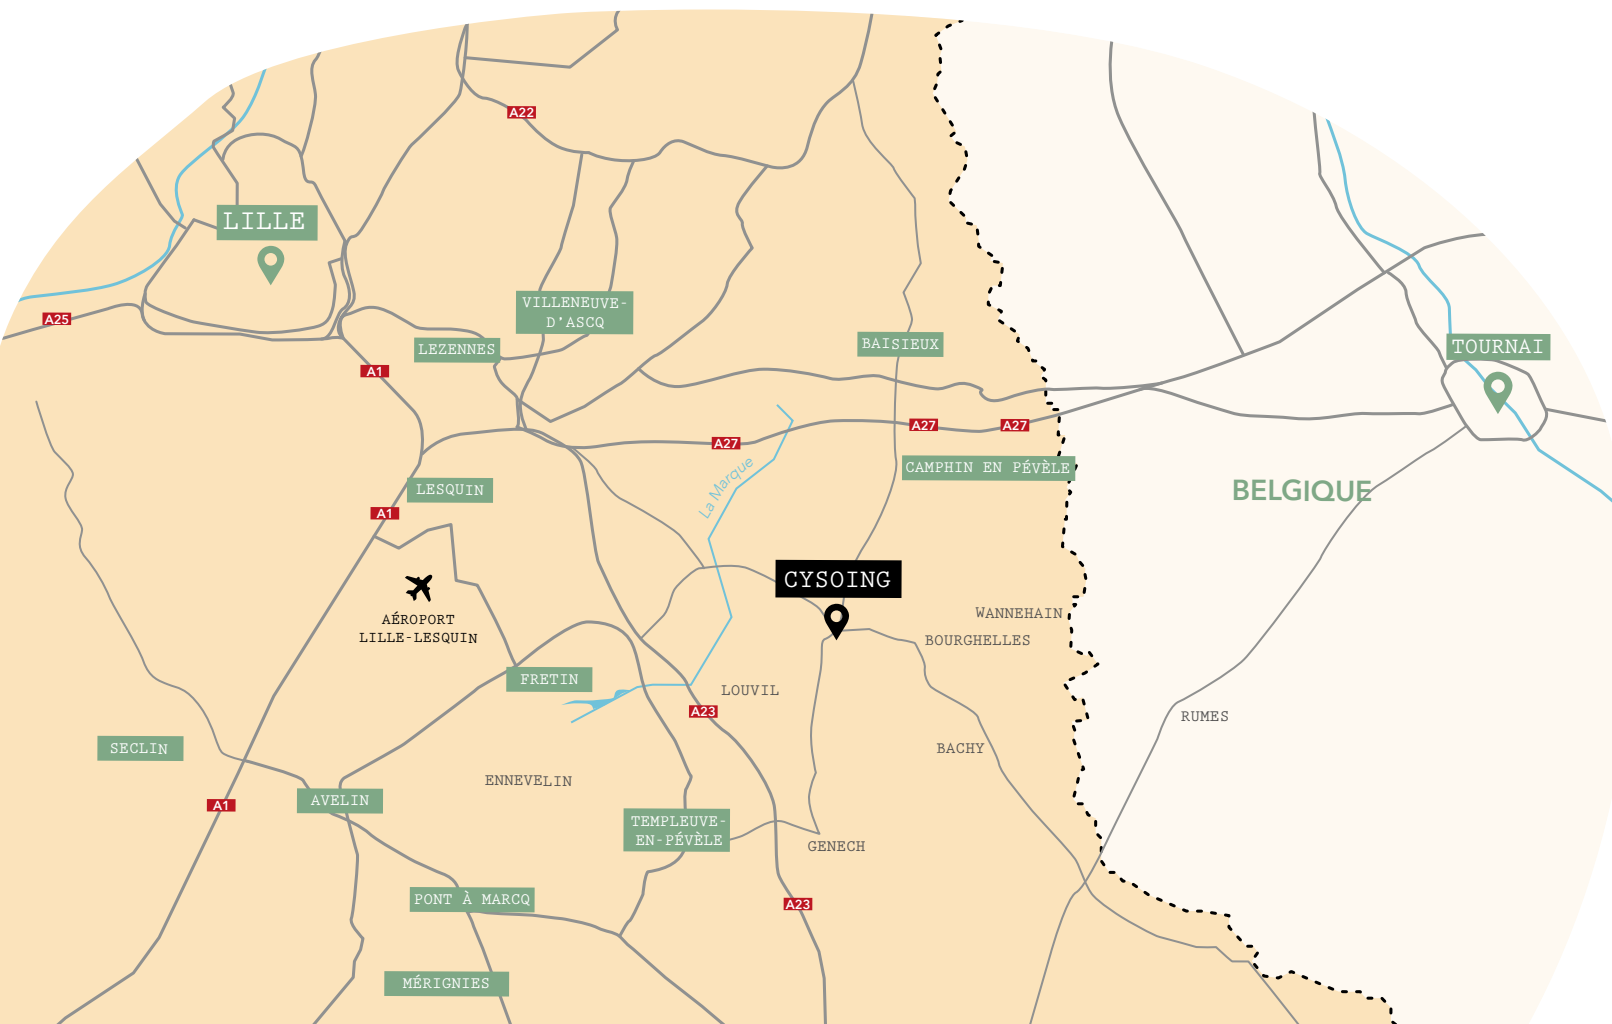 A22
LILLE
VILLENEUVE-
D'ASCQ
A25
LEZENNES
BAISIEUX
TOURNAI
A1
A27
A27
A27
CAMPHIN EN PÉVÈLE
La Marque
LESQUIN
BELGIQUE
A1
CYSOING
AÉROPORT
LILLE-LESQUIN
WANNEHAIN
BOURGHELLES
FRETIN
LOUVIL
A23
RUMES
SECLIN
BACHY
ENNEVELIN
A1
AVELIN
TEMPLEUVE-
EN-PÉVÈLE
GENECH
PONT À MARCQ
A23
MÉRIGNIES